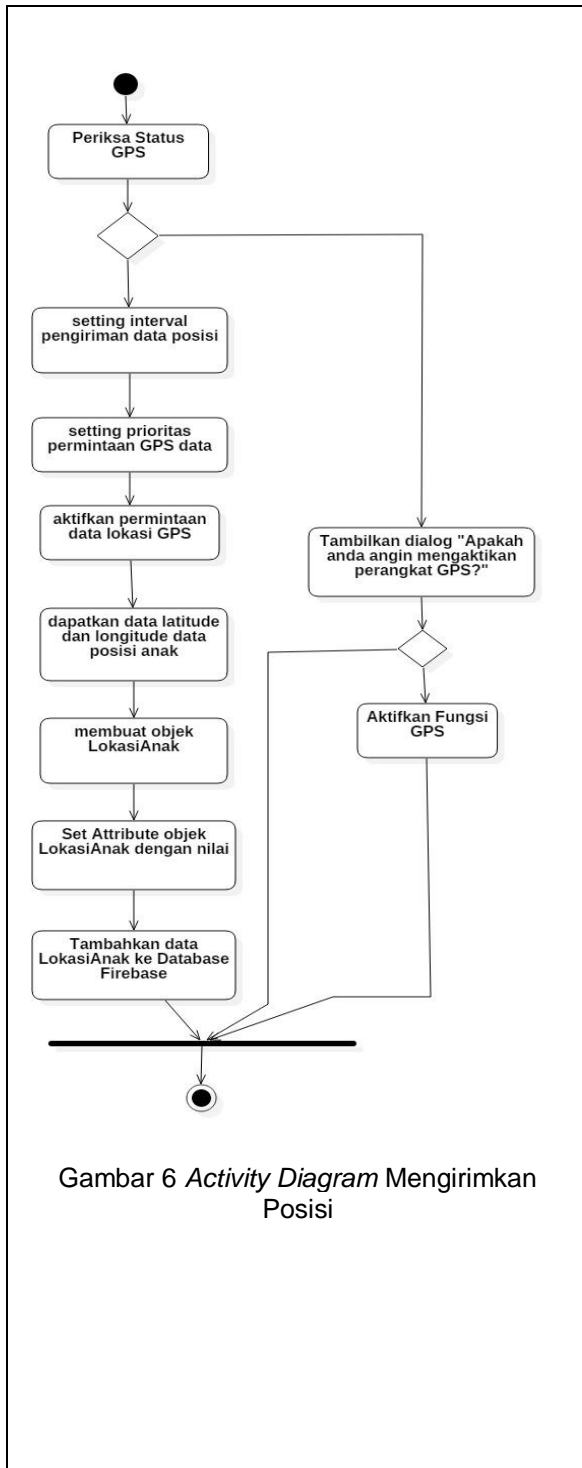 Periksa Status
GPS
setting interval
pengiriman data posisi
setting prioritas
permintaan GPS data
aktifkan permintaan
data lokasi GPS
dapatkan data latitude
dan longitude data
posisi anak
membuat objek
LokasiAnak
Set Attribute objek
LokasiAnak dengan nilai
Tambahkan data
LokasiAnak ke Database
Firebase
Tambilkan dialog "Apakah
anda angin mengaktikan
perangkat GPS?"
Aktifkan Fungsi
GPS
Gambar 6 Activity Diagram Mengirimkan
Posisi